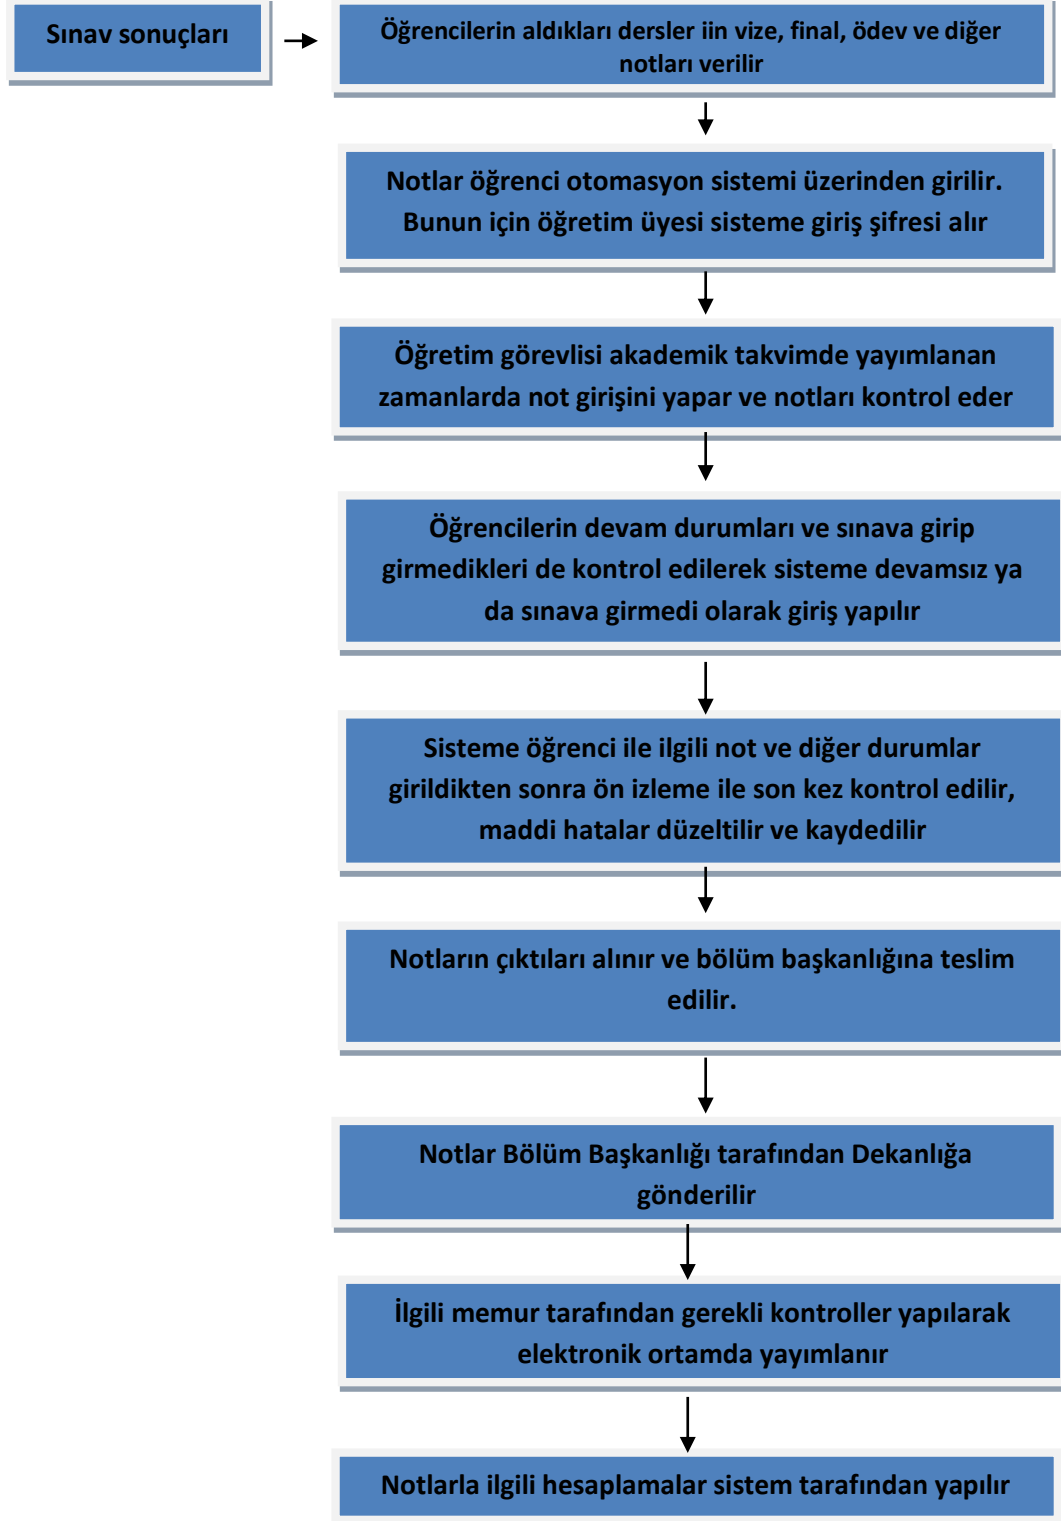 Sınav sonuçları
Öğrencilerin aldıkları dersler iin vize, final, ödev ve diğer
notları verilir
Notlar öğrenci otomasyon sistemi üzerinden girilir.
Bunun için öğretim üyesi sisteme giriş şifresi alır
Öğretim görevlisi akademik takvimde yayımlanan
zamanlarda not girişini yapar ve notları kontrol eder
Öğrencilerin devam durumları ve sınava girip
girmedikleri de kontrol edilerek sisteme devamsız ya
da sınava girmedi olarak giriş yapılır
Sisteme öğrenci ile ilgili not ve diğer durumlar
girildikten sonra ön izleme ile son kez kontrol edilir,
maddi hatalar düzeltilir ve kaydedilir
Notların çıktıları alınır ve bölüm başkanlığına teslim
edilir.
Notlar Bölüm Başkanlığı tarafından Dekanlığa
gönderilir
İlgili memur tarafından gerekli kontroller yapılarak
elektronik ortamda yayımlanır
Notlarla ilgili hesaplamalar sistem tarafından yapılır